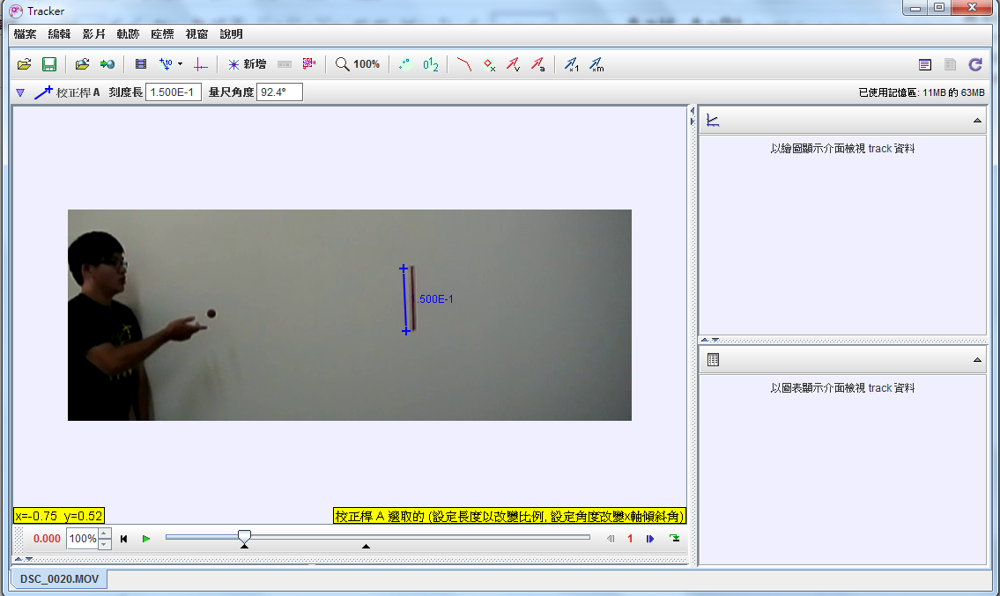 Tracker
檔案 編輯 影片 軌跡 座標 視窗 說明
新增 100%
校正桿 A 刻度長 1.500E-1 量尺角度 92.4° 已使用記憶區: 11MB 的 63MB
以繪圖顯示介面檢視 track 資料
.500E-1
以圖表顯示介面檢視 track 資料
x=-0.75 y=0.52 校正桿 A 選取的 (設定長度以改變比例, 設定角度改變x軸傾斜角)
0.000 100% 1
DSC_0020.MOV